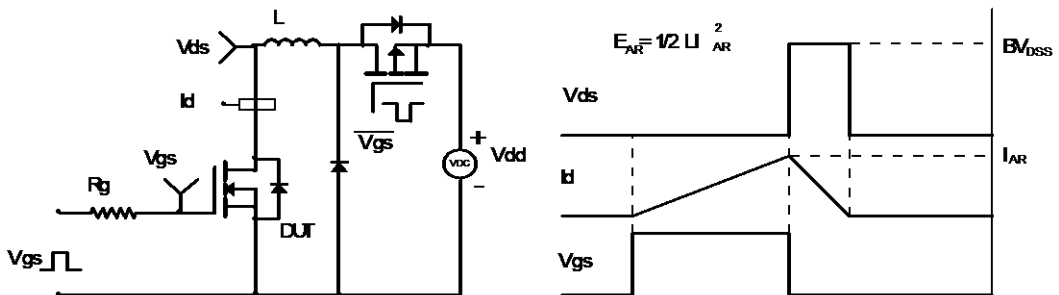 L
Vds
Id
Vgs
Vgs
Rg
DUT
Vgs
VDC
+
Vdd
-
E_AR = 1/2 LI_AR^2
BV_DSS
Vds
I_AR
Id
Vgs